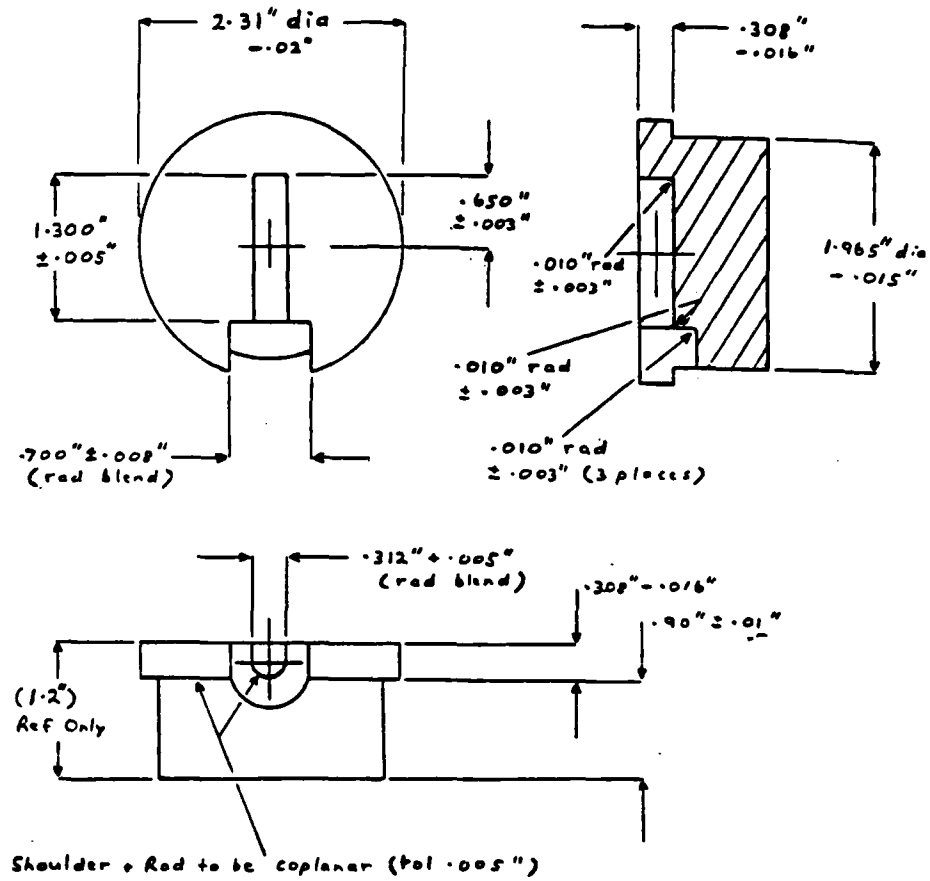 2.31" dia
-.02"
.308"
-.016"
1.300"
±.005"
.650"
±.003"
.010" rad
±.003"
1.965" dia
-.015"
.010" rad
±.003"
.010" rad
±.003" (3 places)
.700" ±.008"
(rad blend)
.312" + .005"
(rad blend)
.308" - .016"
.90" ± .01"
(1.2")
Ref Only
Shoulder + Rad to be coplanar (tol .005")